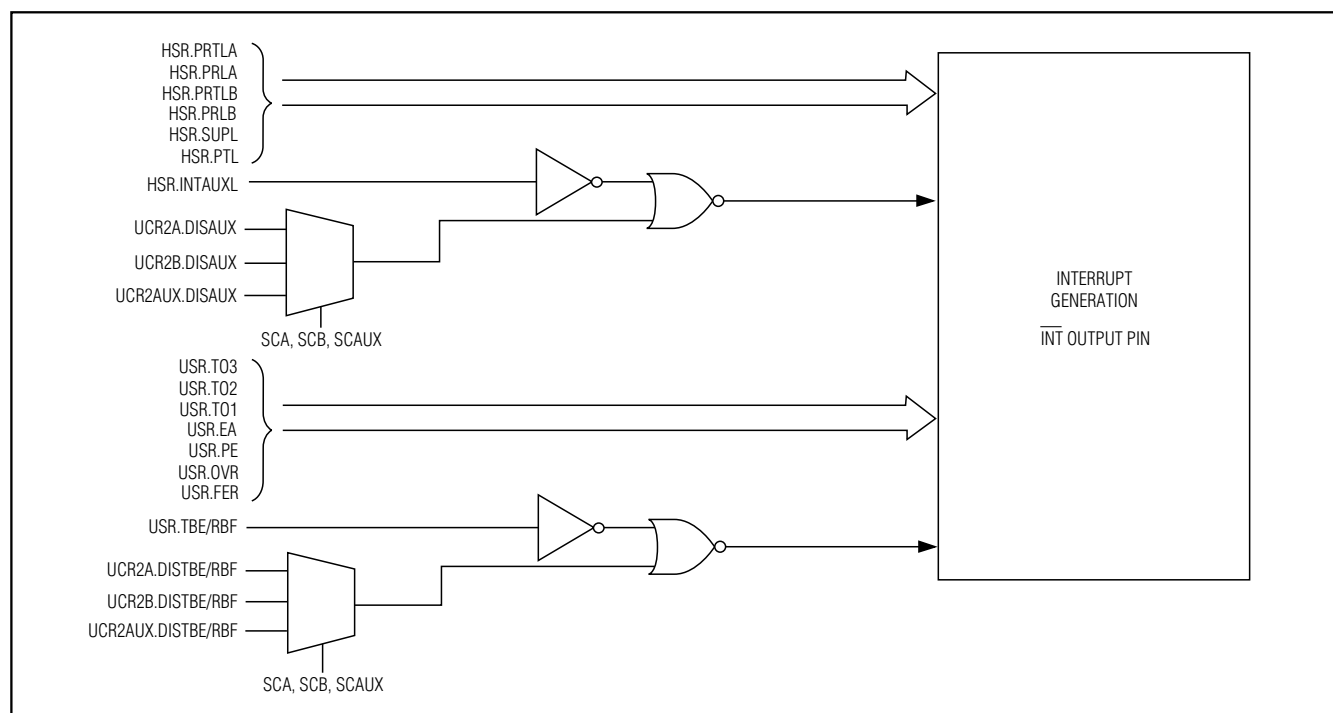 HSR.PRTLA
HSR.PRLA
HSR.PRTLB
HSR.PRLB
HSR.SUPL
HSR.PTL
HSR.INTAUXL
UCR2A.DISAUX
UCR2B.DISAUX
UCR2AUX.DISAUX
SCA, SCB, SCAUX
USR.TO3
USR.TO2
USR.TO1
USR.EA
USR.PE
USR.OVR
USR.FER
USR.TBE/RBF
UCR2A.DISTBE/RBF
UCR2B.DISTBE/RBF
UCR2AUX.DISTBE/RBF
SCA, SCB, SCAUX
INTERRUPT
GENERATION
I̅N̅T̅ OUTPUT PIN